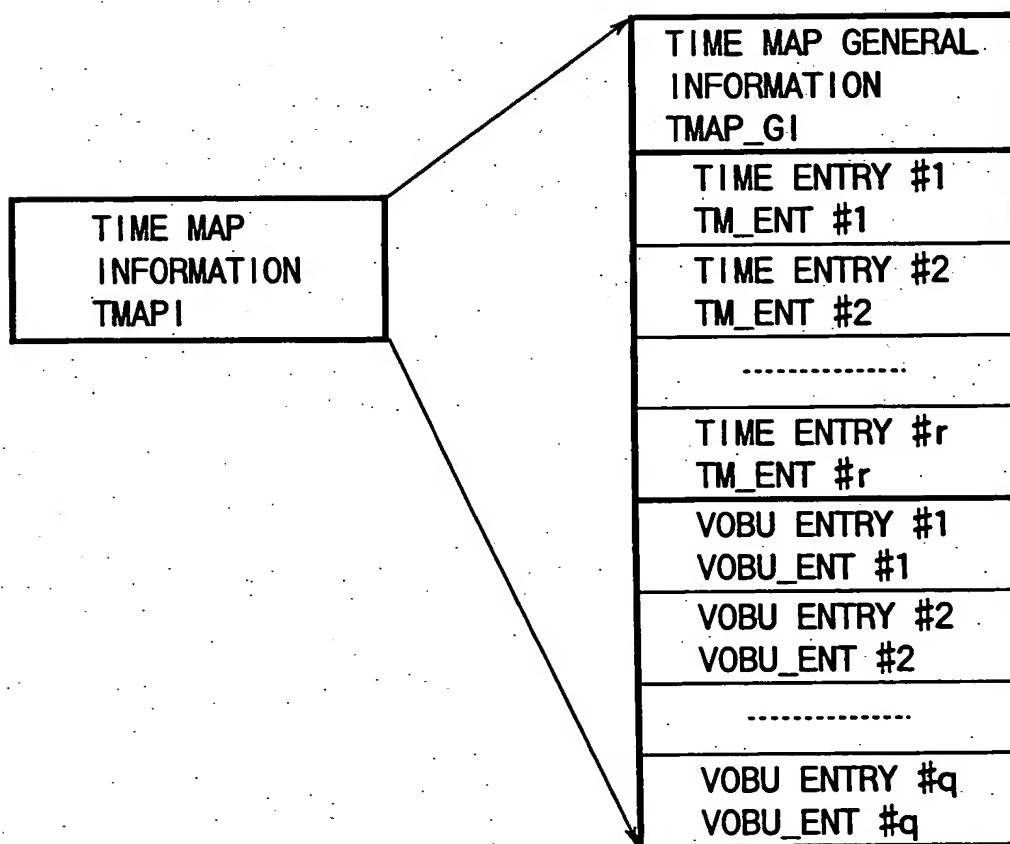 TIME MAP
INFORMATION
TMAPI
TIME MAP GENERAL
INFORMATION
TMAP_GI
TIME ENTRY #1
TM_ENT #1
TIME ENTRY #2
TM_ENT #2
---------------
TIME ENTRY #r
TM_ENT #r
VOBU ENTRY #1
VOBU_ENT #1
VOBU ENTRY #2
VOBU_ENT #2
---------------
VOBU ENTRY #q
VOBU_ENT #q